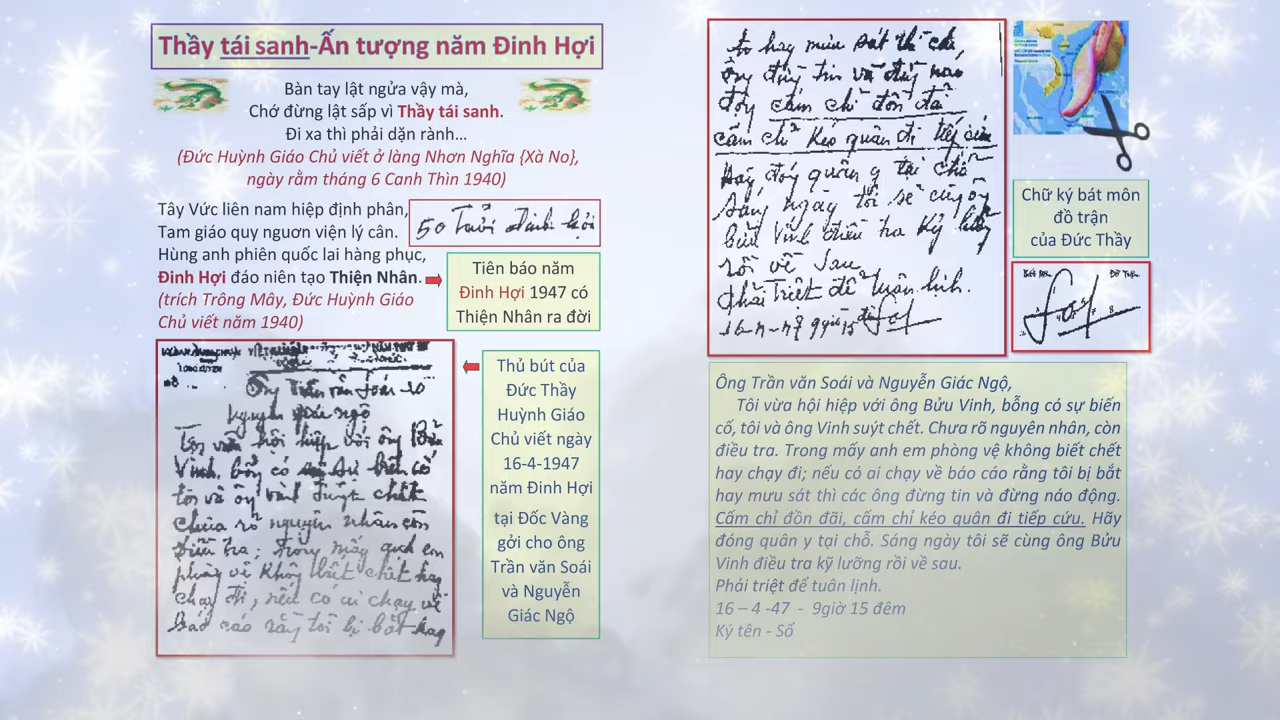 Thầy tái sanh-Ấn tượng năm Đinh Hợi
Bàn tay lật ngửa vậy mà,
Chớ đừng lật sấp vì Thầy tái sanh.
Đi xa thì phải dặn rành...
(Đức Huỳnh Giáo Chủ viết ở làng Nhơn Nghĩa {Xà No},
ngày rằm tháng 6 Canh Thìn 1940)
Tây Vức liên nam hiệp định phân,
Tam giáo quy nguơn viện lý cân.
Hùng anh phiên quốc lai hàng phục,
Đinh Hợi đáo niên tạo Thiện Nhân.
(trích Trông Mây, Đức Huỳnh Giáo
Chủ viết năm 1940)
50 Tuổi đinh hợi
Tiên báo năm
Đinh Hợi 1947 có
Thiện Nhân ra đời
Ông Trần văn Soái
Nguyễn giác ngộ
Tôi vừa hội hiệp với ông Bửu
Vinh, bỗng có sự biến cố
tôi và ông Vinh suýt chết
chưa rõ nguyên nhân còn
điều tra; trong mấy anh em
phòng vệ không biết chết hay
chạy đi, nếu có ai chạy về
báo cáo rằng tôi bị bắt hay
Thủ bút của
Đức Thầy
Huỳnh Giáo
Chủ viết ngày
16-4-1947
năm Đinh Hợi
tại Đốc Vàng
gởi cho ông
Trần văn Soái
và Nguyễn
Giác Ngộ
hay mưu sát thì các
ông đừng tin và đừng náo
động cấm chỉ đồn đãi
cấm chỉ kéo quân đi tiếp cứu
Hãy đóng quân y tại chỗ
Sáng ngày tôi sẽ cùng ông
bửu Vinh điều tra kỹ lưỡng
rồi về sau
phải triệt để tuân lịnh.
16-4-47 9giờ 15 đêm
Chữ ký bát môn
đồ trận
của Đức Thầy
Bát Môn Đồ Trận
Ông Trần văn Soái và Nguyễn Giác Ngộ,
Tôi vừa hội hiệp với ông Bửu Vinh, bỗng có sự biến
cố, tôi và ông Vinh suýt chết. Chưa rõ nguyên nhân, còn
điều tra. Trong mấy anh em phòng vệ không biết chết
hay chạy đi; nếu có ai chạy về báo cáo rằng tôi bị bắt
hay mưu sát thì các ông đừng tin và đừng náo động.
Cấm chỉ đồn đãi, cấm chỉ kéo quân đi tiếp cứu. Hãy
đóng quân y tại chỗ. Sáng ngày tôi sẽ cùng ông Bửu
Vinh điều tra kỹ lưỡng rồi về sau.
Phải triệt để tuân lịnh.
16 – 4 -47 - 9giờ 15 đêm
Ký tên - Sổ